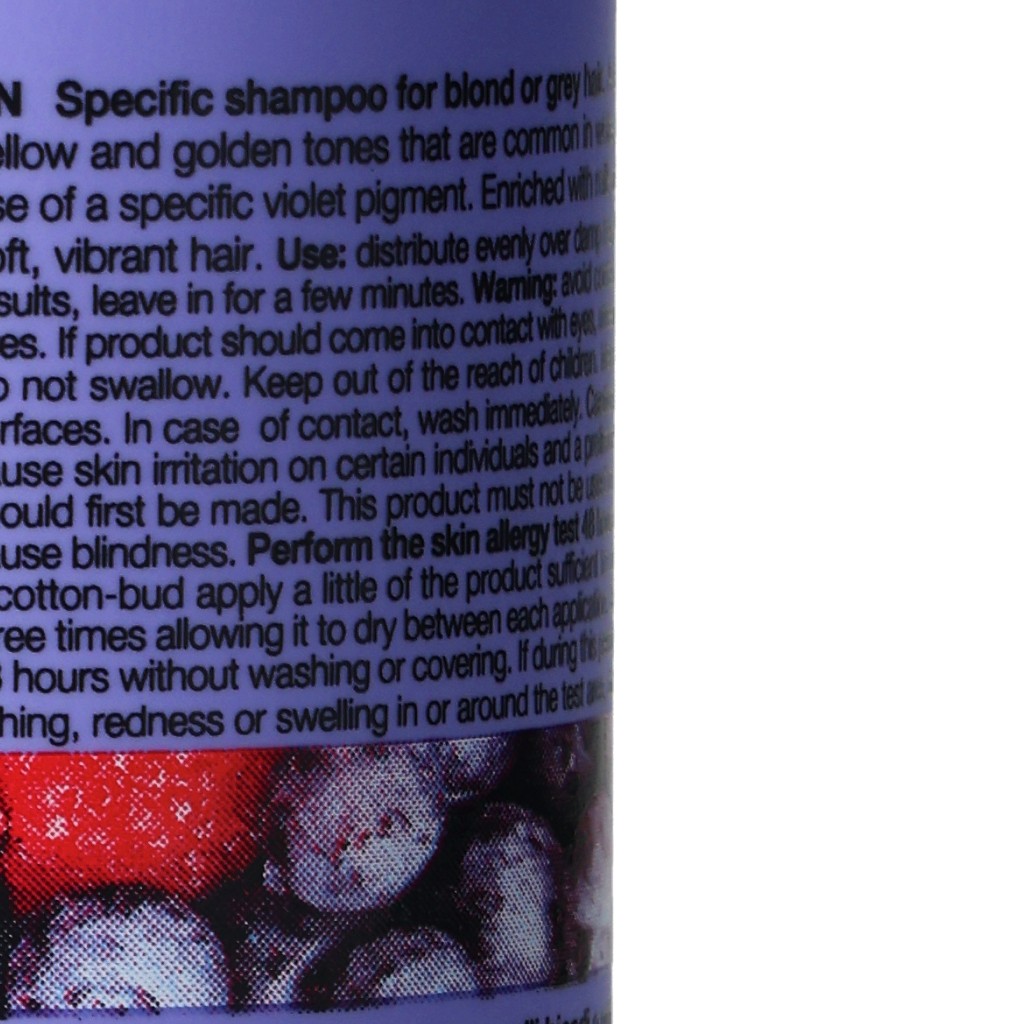 N Specific shampoo for blond or grey hair.
ellow and golden tones that are common in
se of a specific violet pigment. Enriched with
oft, vibrant hair. Use: distribute evenly over damp
sults, leave in for a few minutes. Warning: avoid
es. If product should come into contact with eyes,
o not swallow. Keep out of the reach of children.
rfaces. In case of contact, wash immediately.
use skin irritation on certain individuals and a
ould first be made. This product must not be
use blindness. Perform the skin allergy test 48
cotton-bud apply a little of the product sufficient
ree times allowing it to dry between each
hours without washing or covering. If during this
hing, redness or swelling in or around the test